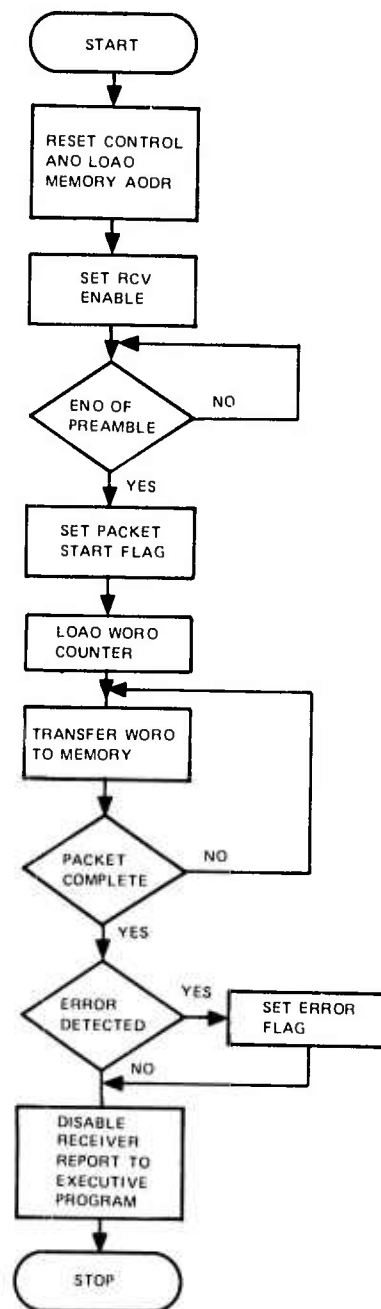 START
RESET CONTROL
AND LOAO
MEMORY AODR
SET RCV
ENABLE
ENO OF
PREAMBLE
NO
YES
SET PACKET
START FLAG
LOAO WORO
COUNTER
TRANSFER WORO
TO MEMORY
PACKET
COMPLETE
NO
YES
ERROR
DETECTED
YES
SET ERROR
FLAG
NO
DISABLE
RECEIVER
REPORT TO
EXECUTIVE
PROGRAM
STOP